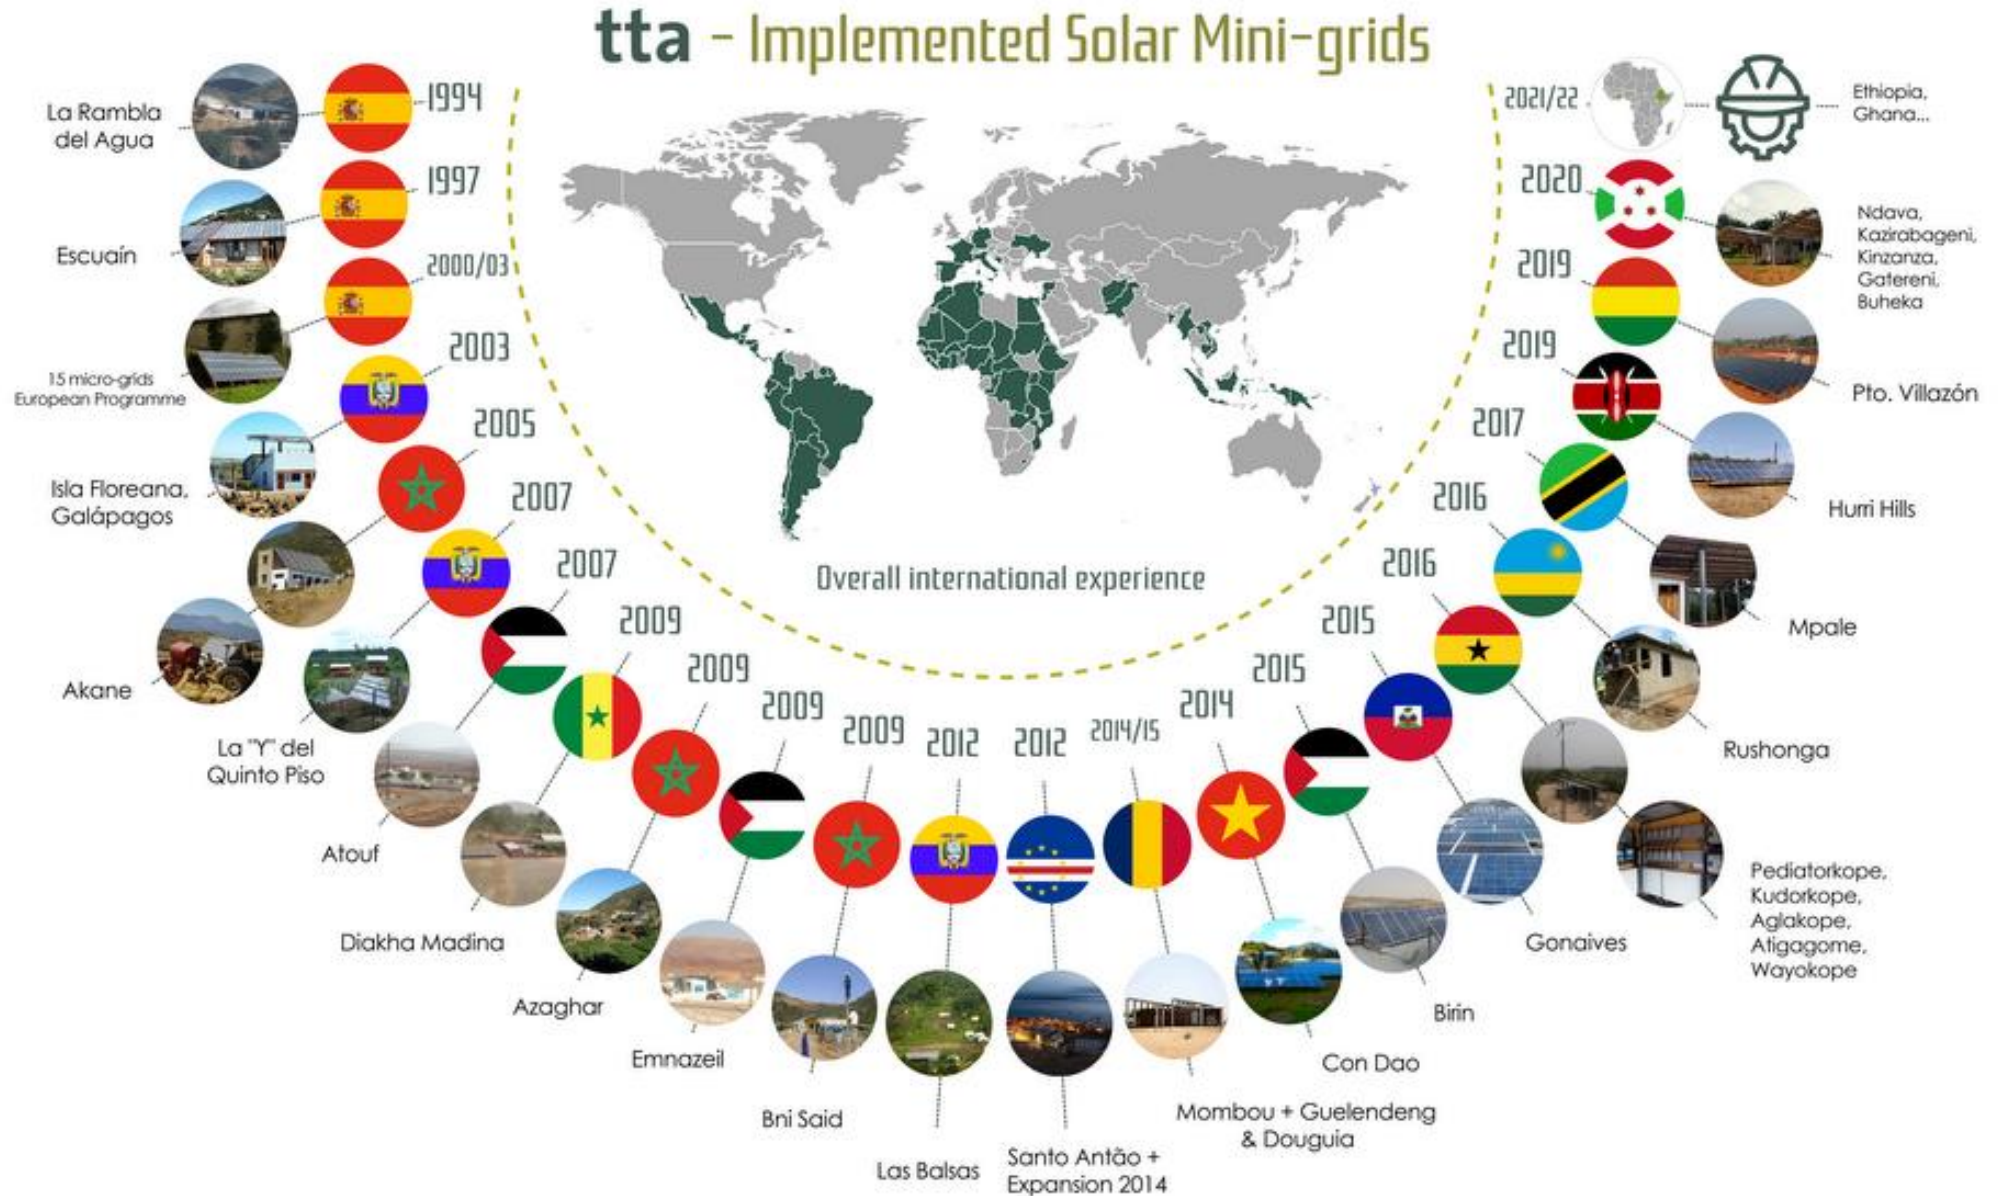 tta - Implemented Solar Mini-grids
1994
La Rambla
del Agua
1997
Escuaín
2000/03
15 micro-grids
European Programme
2003
Isla Floreana,
Galápagos
2005
Akane
2007
La "Y" del
Quinto Piso
2007
Atouf
2009
Diakha Madina
2009
Azaghar
2009
Emnazeil
2009
Bni Said
2012
Las Balsas
2012
Santo Antão +
Expansion 2014
2014/15
Mombou + Guelendeng
& Douguia
2014
Con Dao
2015
Birin
2015
Gonaives
2016
Pediatorkope,
Kudorkope,
Aglakope,
Atigagome,
Wayokope
2016
Rushonga
2017
Mpale
2019
Hurri Hills
2019
Pto. Villazón
2020
Ndava,
Kazirabageni,
Kinzanza,
Gatereni,
Buheka
2021/22
Ethiopia,
Ghana...
Overall international experience